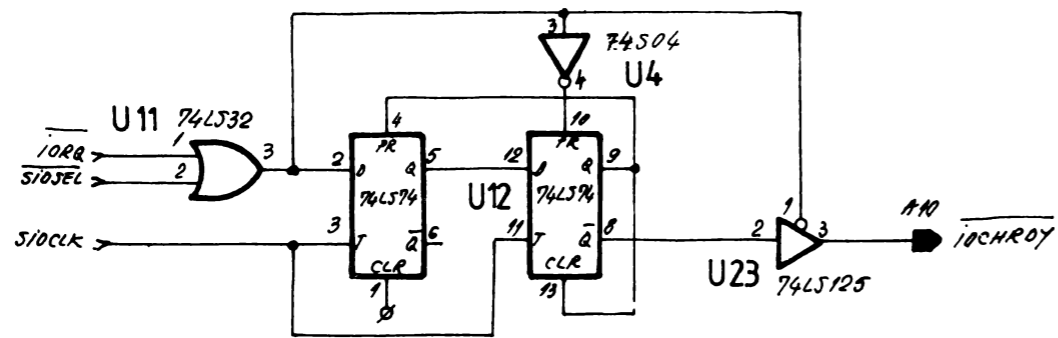 3
74S04
U4
4
U11 74LS32
4
PR
10
PR
IORQ
1
3
2 D Q 5
12 D Q 9
SIOSEL
2
74LS74
U12
74LS74
1
A10
SIOCLK
3 T Q 6
11 T Q 8
2
3
IOCHRDY
CLR
CLR
U23
74LS125
1
13